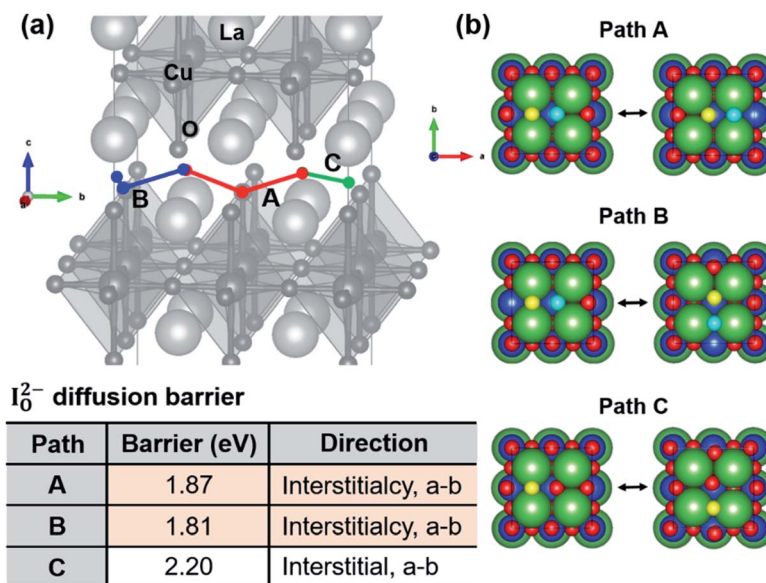 (a)
La
Cu
O
C
B
A
c
b
a
(b)
Path A
b
a
Path B
Path C
I_O^{2-} diffusion barrier
Path Barrier (eV) Direction
A 1.87 Interstitialcy, a-b
B 1.81 Interstitialcy, a-b
C 2.20 Interstitial, a-b